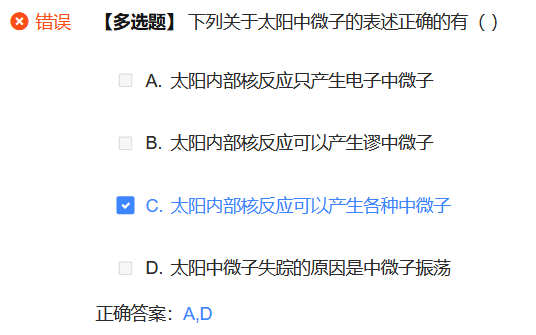 错误 【多选题】 下列关于太阳中微子的表述正确的有（ ）
A. 太阳内部核反应只产生电子中微子
B. 太阳内部核反应可以产生谬中微子
C. 太阳内部核反应可以产生各种中微子
D. 太阳中微子失踪的原因是中微子振荡
正确答案：A,D